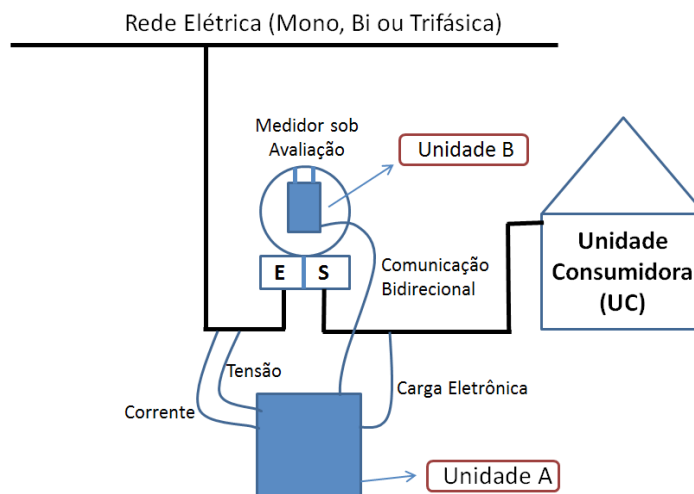 Rede Elétrica (Mono, Bi ou Trifásica)
Medidor sob
Avaliação
Unidade B
E S
Comunicação
Bidirecional
Unidade
Consumidora
(UC)
Tensão
Corrente
Carga Eletrônica
Unidade A